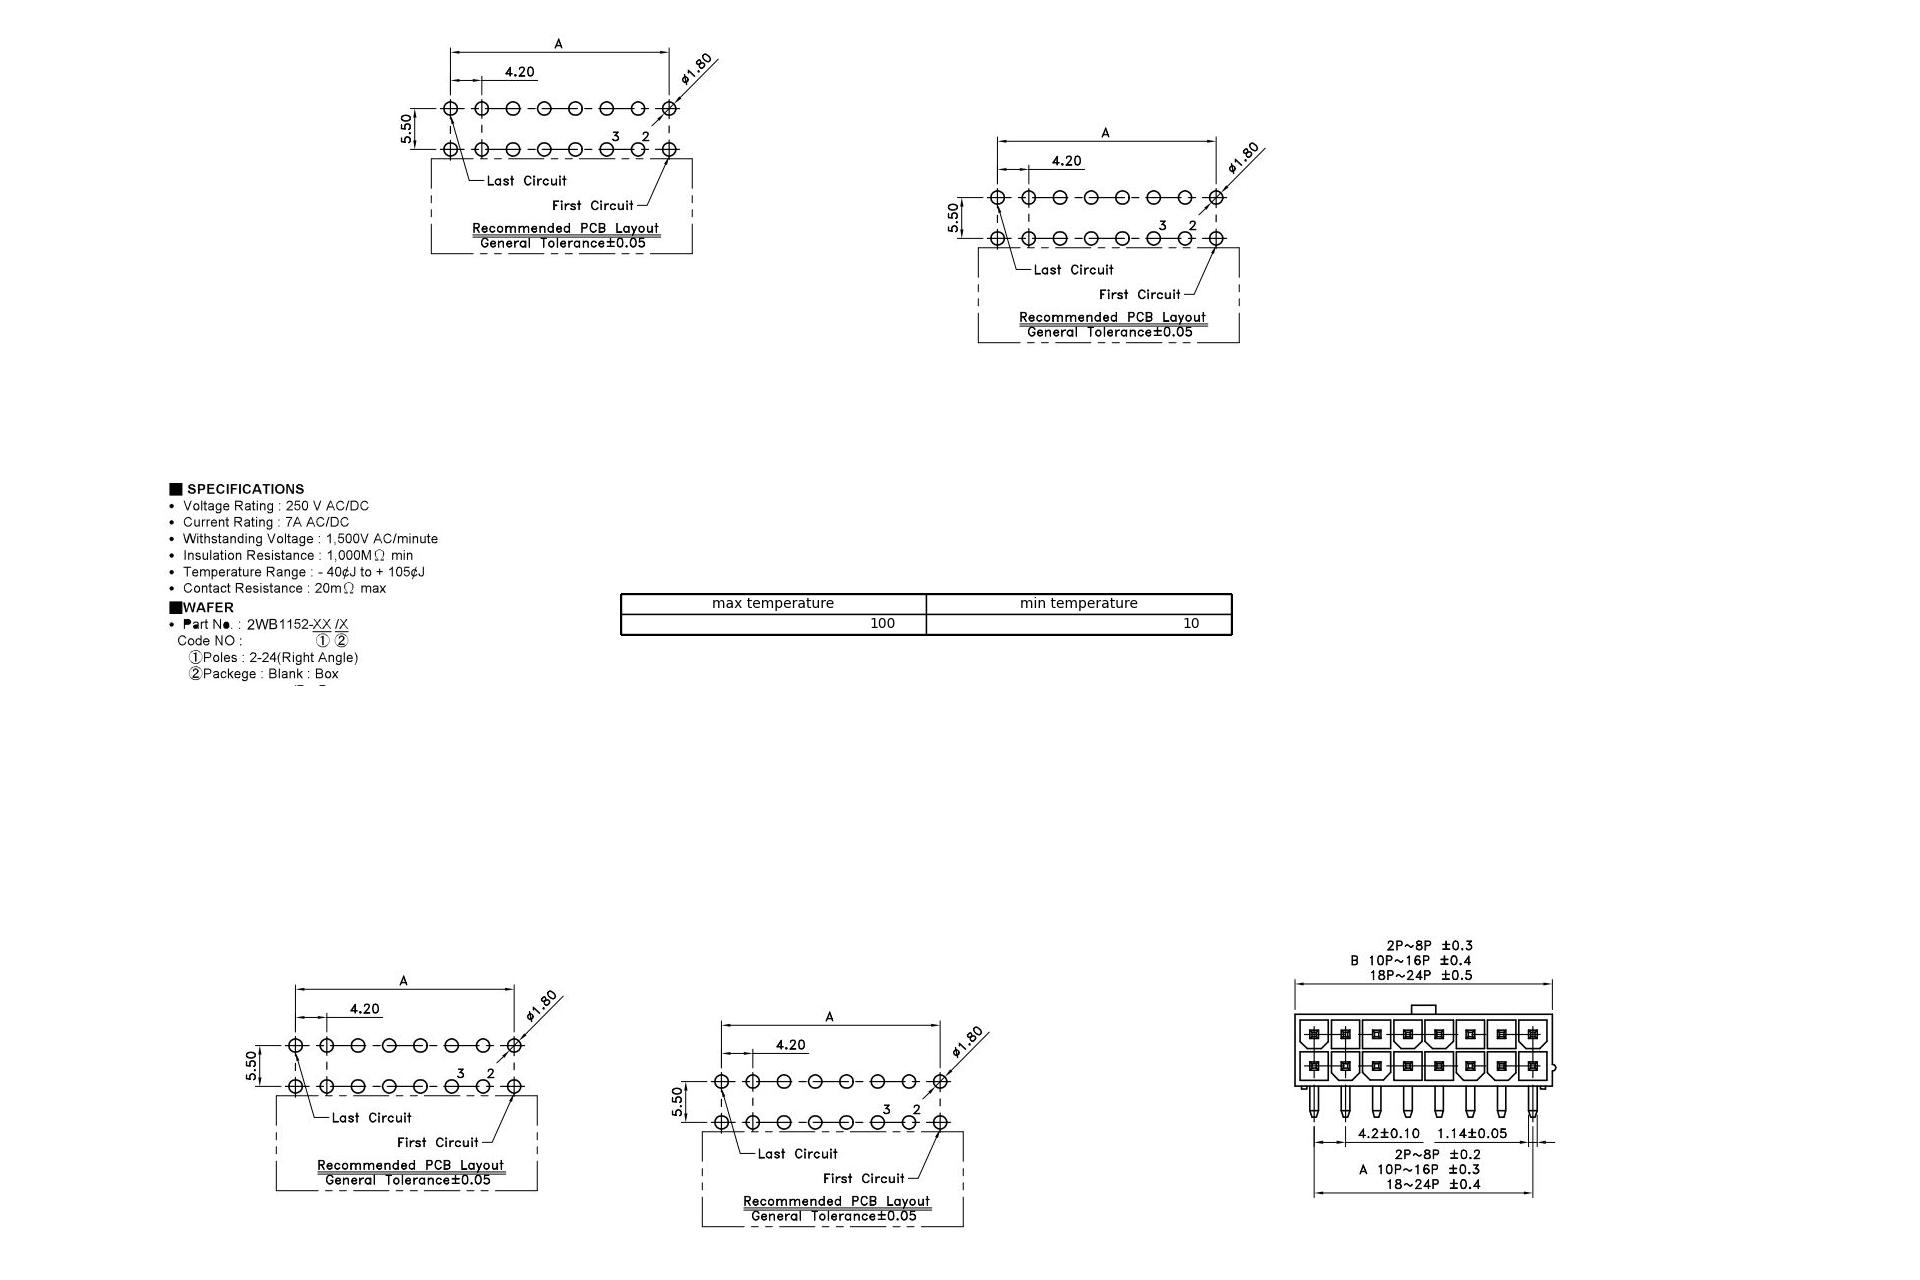 A
4.20
ø1.80
5.50
3 2
Last Circuit
First Circuit
Recommended PCB Layout
General Tolerance±0.05
A
4.20
ø1.80
5.50
3 2
Last Circuit
First Circuit
Recommended PCB Layout
General Tolerance±0.05
■ SPECIFICATIONS
• Voltage Rating : 250 V AC/DC
• Current Rating : 7A AC/DC
• Withstanding Voltage : 1,500V AC/minute
• Insulation Resistance : 1,000MΩ min
• Temperature Range : - 40¢J to + 105¢J
• Contact Resistance : 20mΩ max
■WAFER
• Part No. : 2WB1152-XX /X
Code NO : ① ②
①Poles : 2-24(Right Angle)
②Packege : Blank : Box
max temperature min temperature
100 10
A
4.20
ø1.80
5.50
3 2
Last Circuit
First Circuit
Recommended PCB Layout
General Tolerance±0.05
A
4.20
ø1.80
5.50
3 2
Last Circuit
First Circuit
Recommended PCB Layout
General Tolerance±0.05
2P~8P ±0.3
B 10P~16P ±0.4
18P~24P ±0.5
4.2±0.10 1.14±0.05
2P~8P ±0.2
A 10P~16P ±0.3
18~24P ±0.4